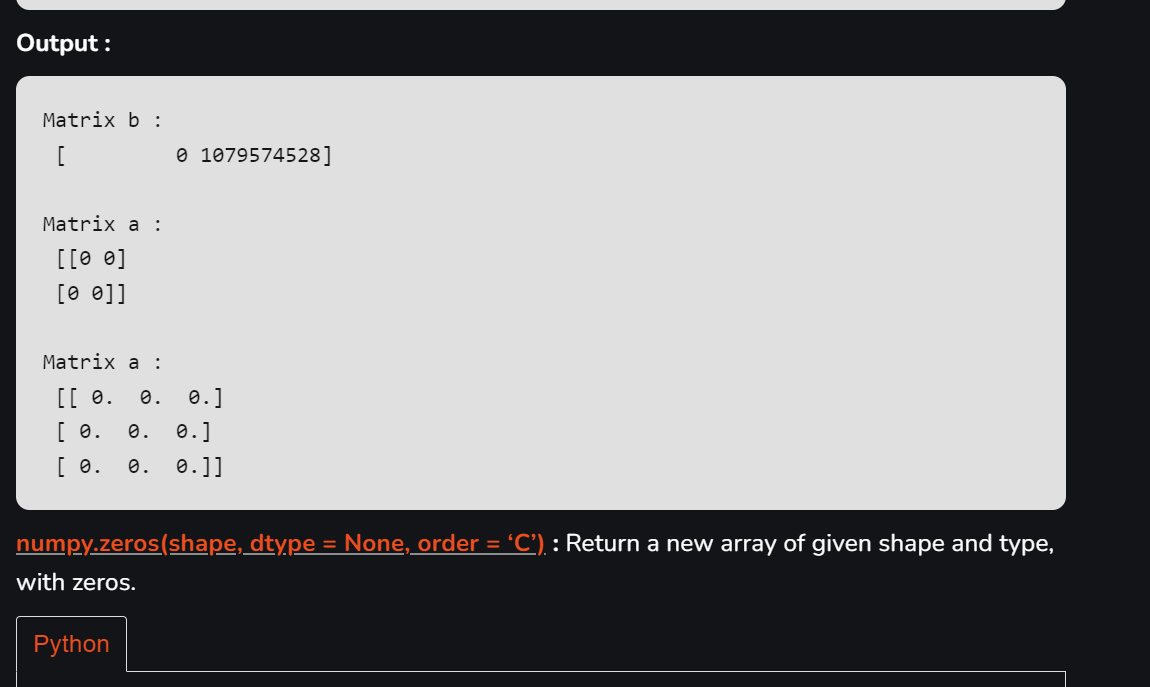 Output :
Matrix b :
[         0 1079574528]
Matrix a :
[[0 0]
[0 0]]
Matrix a :
[[ 0.  0.  0.]
[ 0.  0.  0.]
[ 0.  0.  0.]]
numpy.zeros(shape, dtype = None, order = ‘C’) : Return a new array of given shape and type,
with zeros.
Python